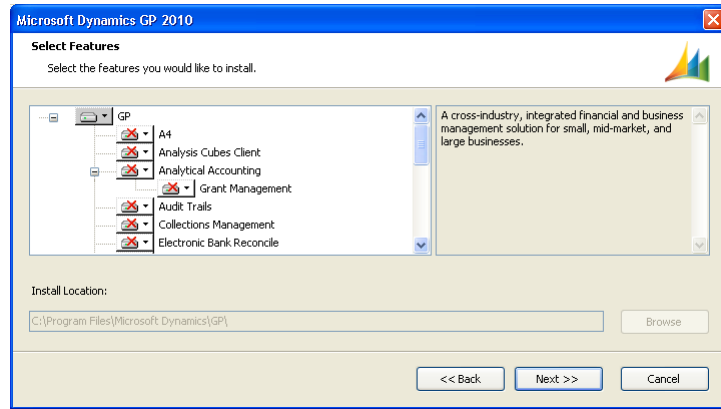 Microsoft Dynamics GP 2010
Select Features
Select the features you would like to install.
GP
A4
Analysis Cubes Client
Analytical Accounting
Grant Management
Audit Trails
Collections Management
Electronic Bank Reconcile
A cross-industry, integrated financial and business
management solution for small, mid-market, and
large businesses.
Install Location:
C:\Program Files\Microsoft Dynamics\GP\
Browse
<< Back
Next >>
Cancel